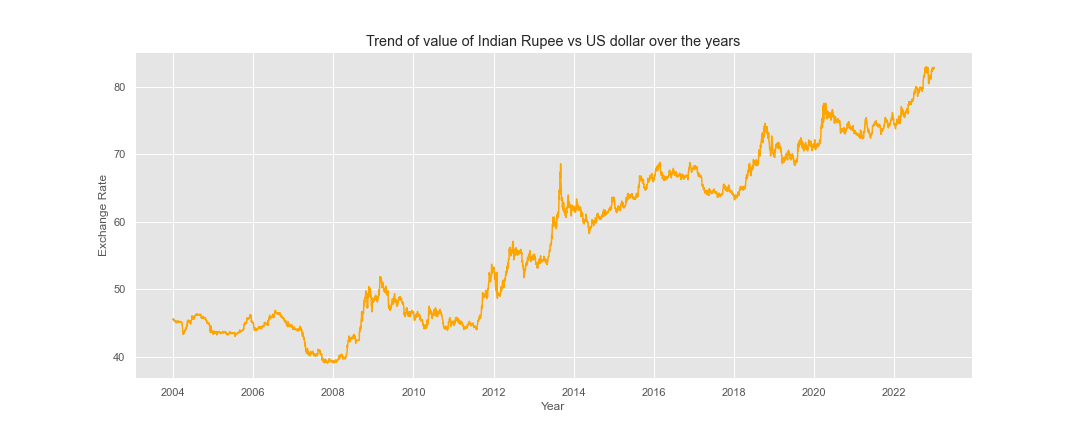 Trend of value of Indian Rupee vs US dollar over the years
Exchange Rate
80
70
60
50
40
2004 2006 2008 2010 2012 2014 2016 2018 2020 2022
Year